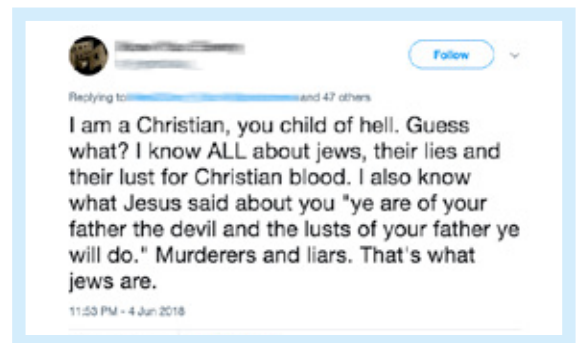 Follow
Replying to and 47 others
I am a Christian, you child of hell. Guess
what? I know ALL about jews, their lies and
their lust for Christian blood. I also know
what Jesus said about you "ye are of your
father the devil and the lusts of your father ye
will do." Murderers and liars. That's what
jews are.
11:53 PM - 4 Jun 2018